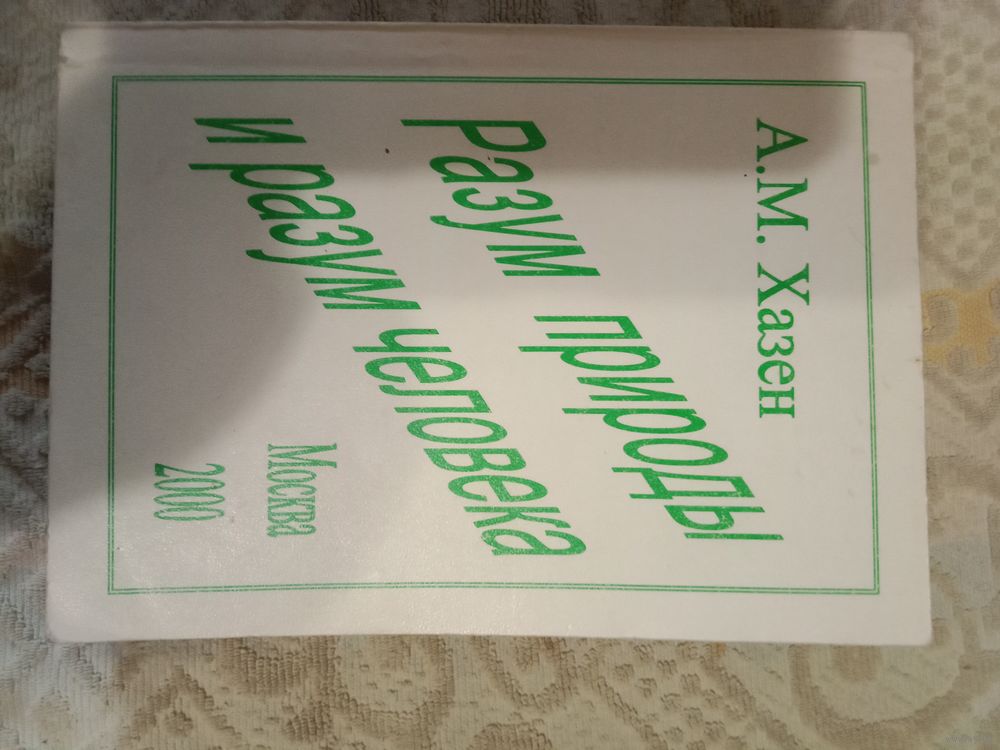 А.М. Хазен
Разум природы
и разум человека
Москва
2000